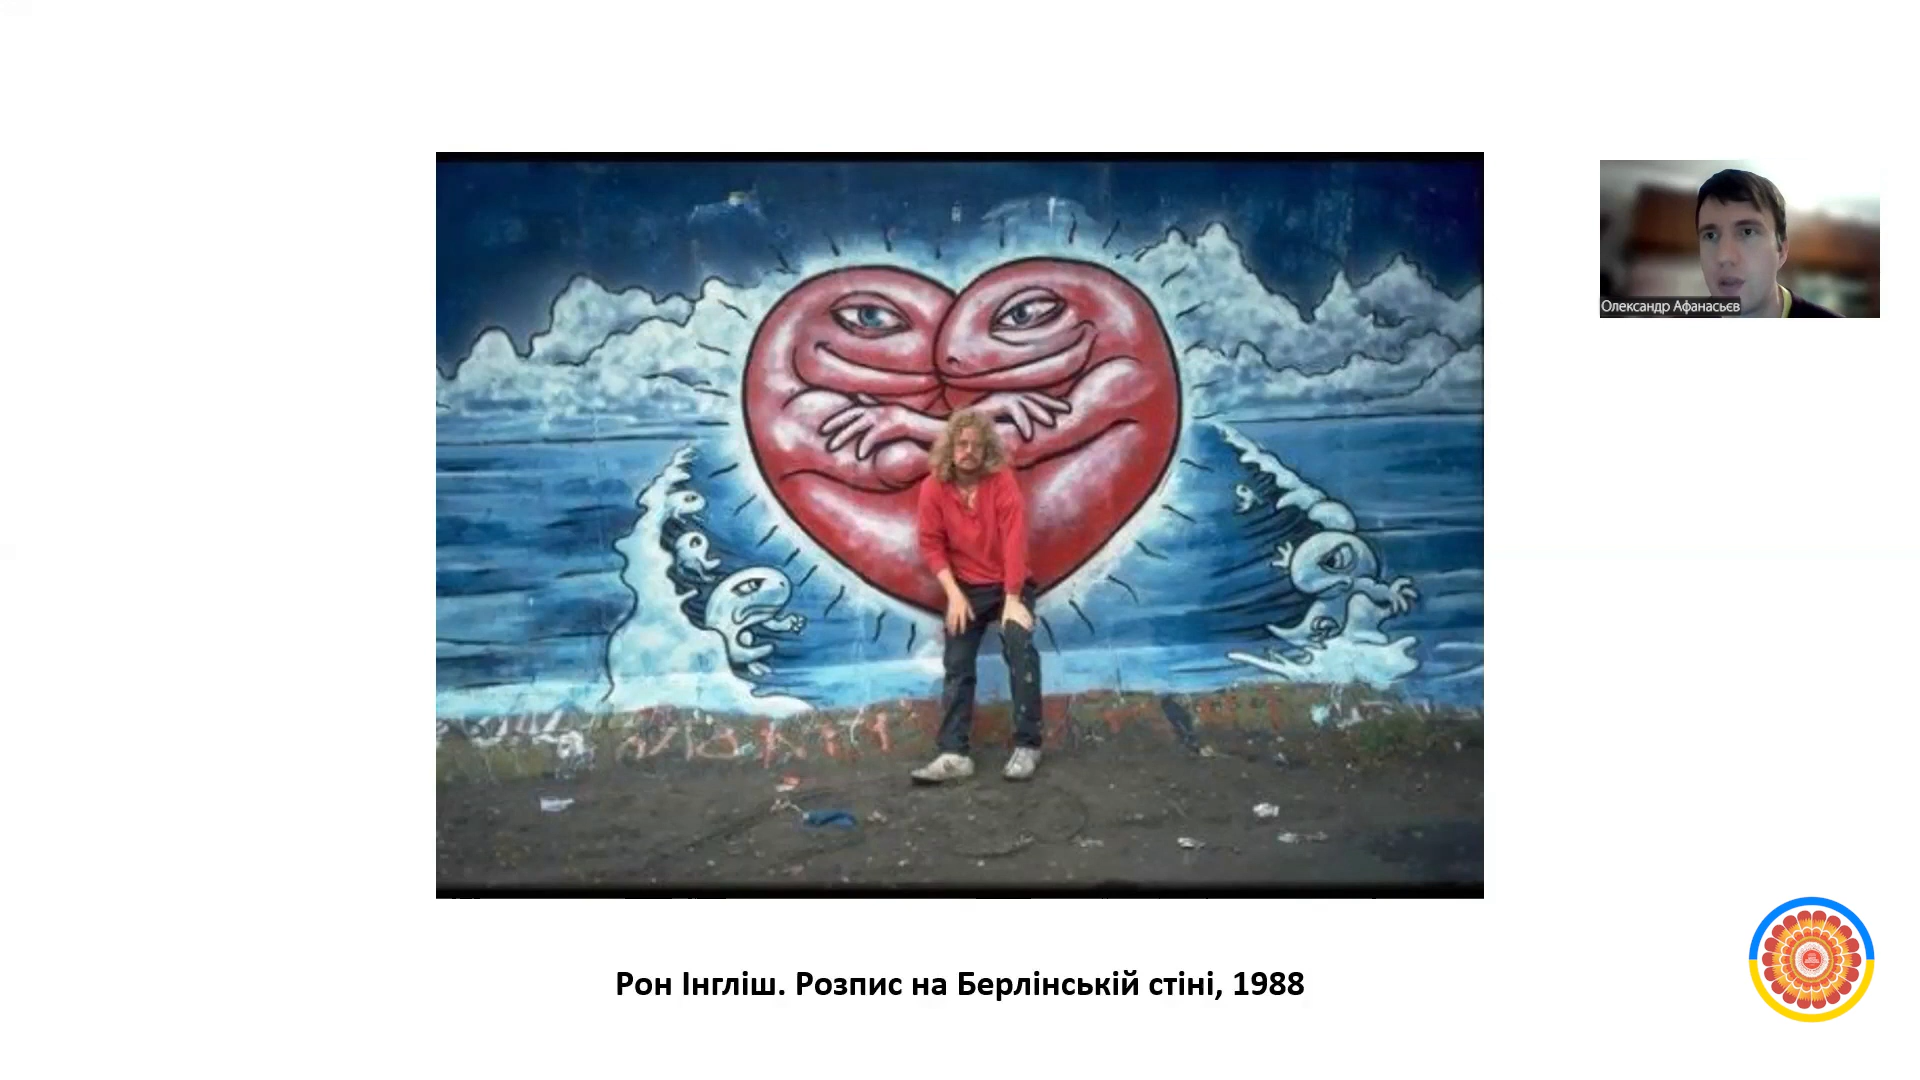 Олександр Афанасьєв
Рон Інгліш. Розпис на Берлінській стіні, 1988